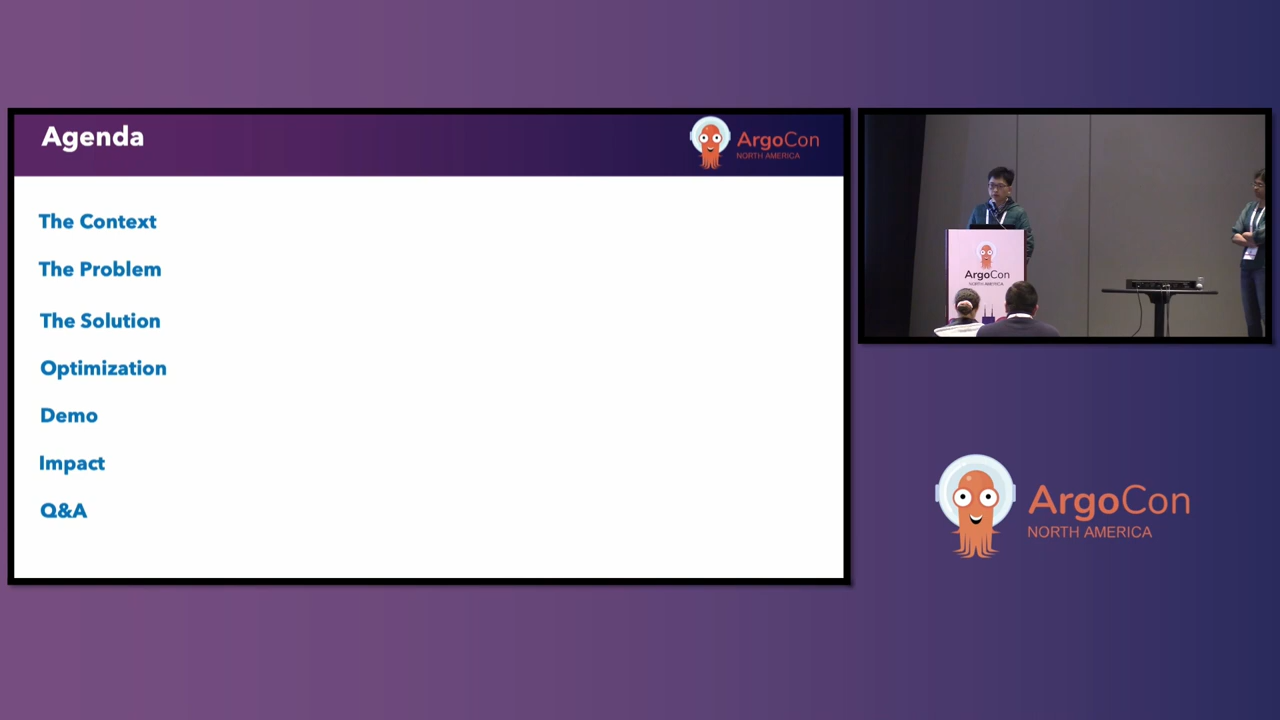 Agenda
ArgoCon
NORTH AMERICA
The Context
The Problem
The Solution
Optimization
Demo
Impact
Q&A
ArgoCon
NORTH AMERICA
ArgoCon
NORTH AMERICA